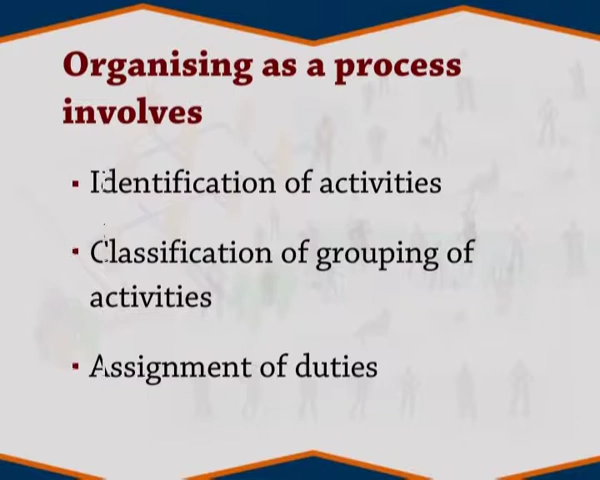 Organising as a process
involves
▪ Identification of activities
▪ Classification of grouping of
activities
▪ Assignment of duties